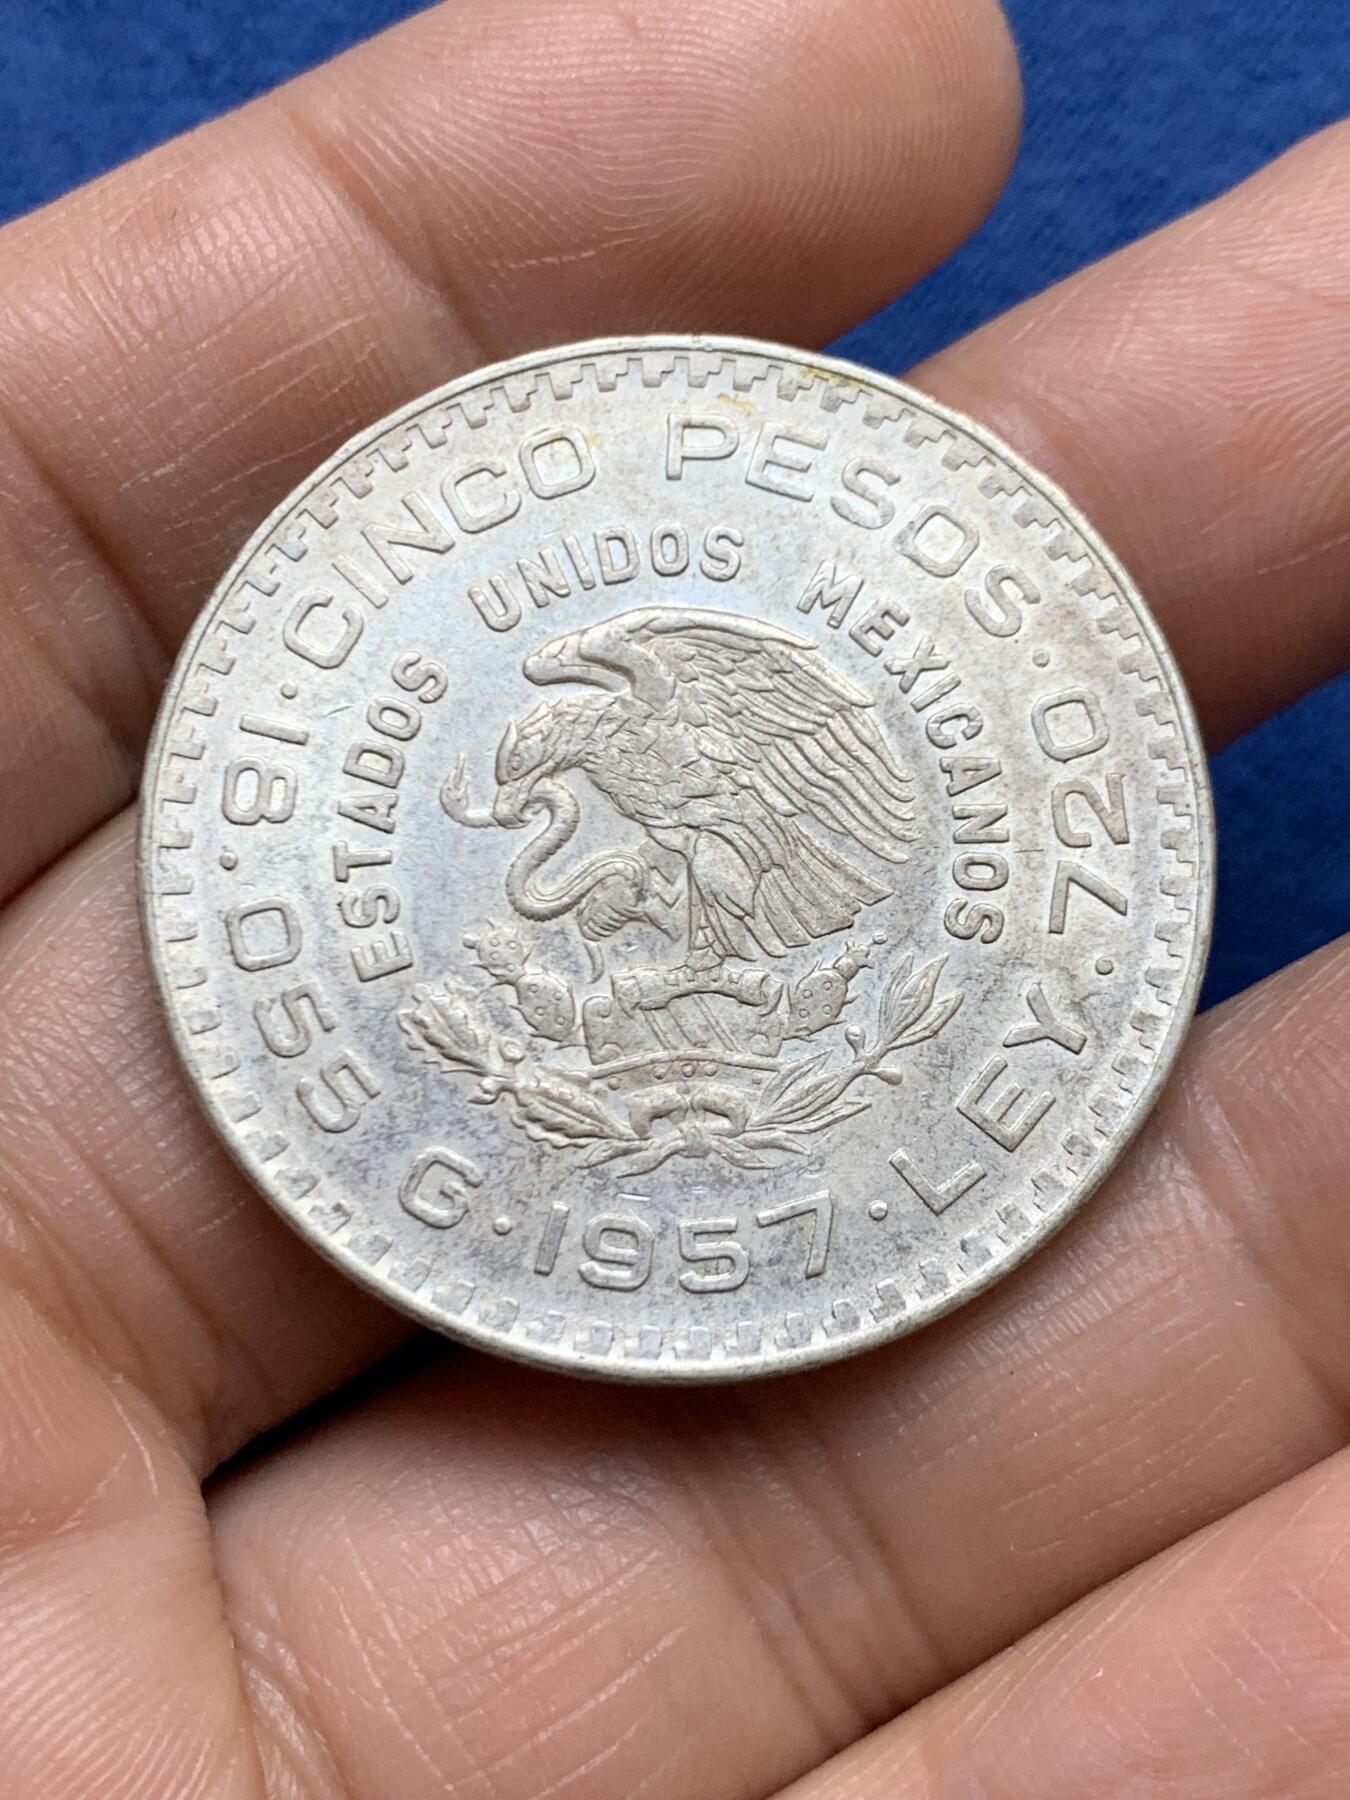 CINCO PESOS · LEY · 720 · 18.055 G · 1957 ·
ESTADOS UNIDOS MEXICANOS